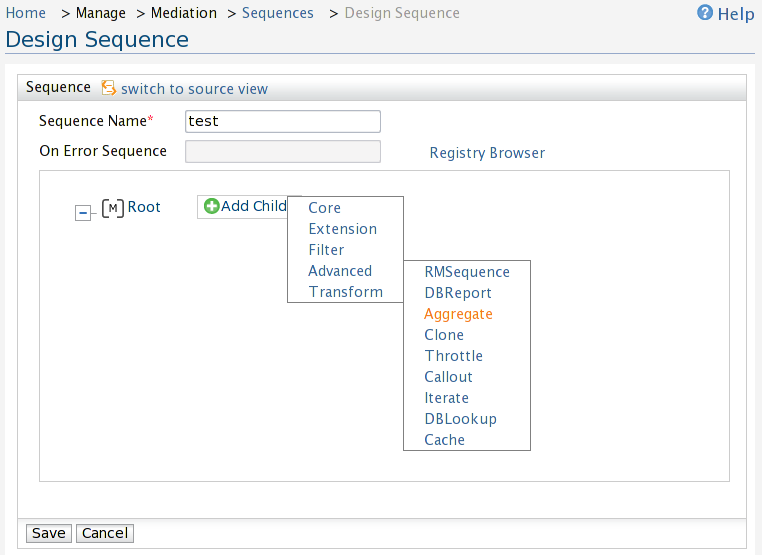 Home > Manage > Mediation > Sequences > Design Sequence Help
Design Sequence
Sequence switch to source view
Sequence Name* test
On Error Sequence Registry Browser
[M] Root Add Child
Core
Extension
Filter
Advanced
Transform
RMSequence
DBReport
Aggregate
Clone
Throttle
Callout
Iterate
DBLookup
Cache
Save Cancel